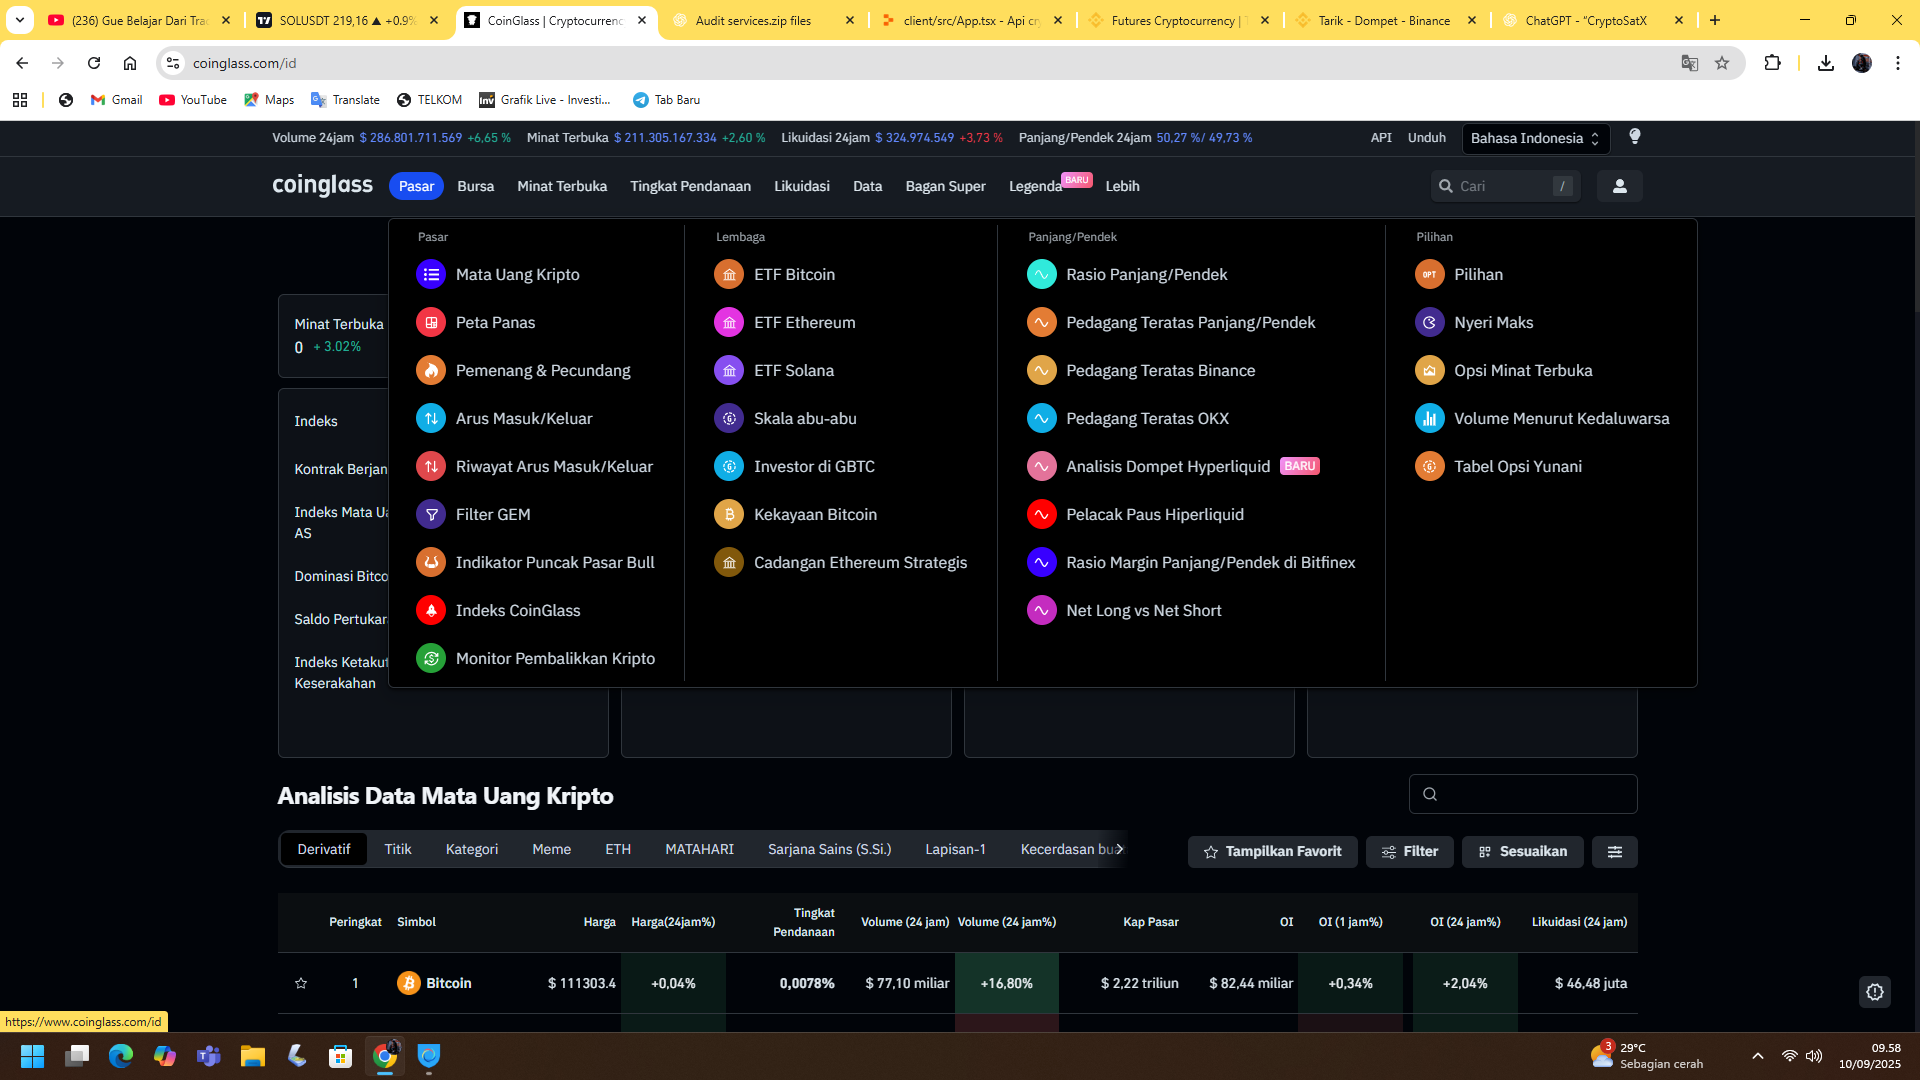 (236) Gue Belajar Dari Trac
SOLUSDT 219,16 ▲ +0.9%
CoinGlass | Cryptocurrenc
Audit services.zip files
client/src/App.tsx - Api cry
Futures Cryptocurrency | T
Tarik - Dompet - Binance
ChatGPT - "CryptoSatX
coinglass.com/id
Gmail
YouTube
Maps
Translate
TELKOM
Grafik Live - Investi...
Tab Baru
Volume 24jam $ 286.801.711.569 +6,65 %
Minat Terbuka $ 211.305.167.334 +2,60 %
Likuidasi 24jam $ 324.974.549 +3,73 %
Panjang/Pendek 24jam 50,27 %/ 49,73 %
API
Unduh
Bahasa Indonesia
coinglass
Pasar
Bursa
Minat Terbuka
Tingkat Pendanaan
Likuidasi
Data
Bagan Super
Legenda
BARU
Lebih
Cari
/
Pasar
Mata Uang Kripto
Peta Panas
Pemenang & Pecundang
Arus Masuk/Keluar
Riwayat Arus Masuk/Keluar
Filter GEM
Indikator Puncak Pasar Bull
Indeks CoinGlass
Monitor Pembalikkan Kripto
Lembaga
ETF Bitcoin
ETF Ethereum
ETF Solana
Skala abu-abu
Investor di GBTC
Kekayaan Bitcoin
Cadangan Ethereum Strategis
Panjang/Pendek
Rasio Panjang/Pendek
Pedagang Teratas Panjang/Pendek
Pedagang Teratas Binance
Pedagang Teratas OKX
Analisis Dompet Hyperliquid BARU
Pelacak Paus Hiperliquid
Rasio Margin Panjang/Pendek di Bitfinex
Net Long vs Net Short
Pilihan
OPT
Pilihan
Nyeri Maks
Opsi Minat Terbuka
Volume Menurut Kedaluwarsa
Tabel Opsi Yunani
Minat Terbuka
0 + 3.02%
Indeks
Kontrak Berjan
Indeks Mata Ua
AS
Dominasi Bitco
Saldo Pertukar
Indeks Ketakut
Keserakahan
Analisis Data Mata Uang Kripto
Derivatif
Titik
Kategori
Meme
ETH
MATAHARI
Sarjana Sains (S.Si.)
Lapisan-1
Kecerdasan bua
Tampilkan Favorit
Filter
Sesuaikan
Peringkat
Simbol
Harga
Harga(24jam%)
Tingkat
Pendanaan
Volume (24 jam)
Volume (24 jam%)
Kap Pasar
OI
OI (1 jam%)
OI (24 jam%)
Likuidasi (24 jam)
1
Bitcoin
$ 111303.4
+0,04%
0,0078%
$ 77,10 miliar
+16,80%
$ 2,22 triliun
$ 82,44 miliar
+0,34%
+2,04%
$ 46,48 juta
https://www.coinglass.com/id
3
29°C
Sebagian cerah
09.58
10/09/2025